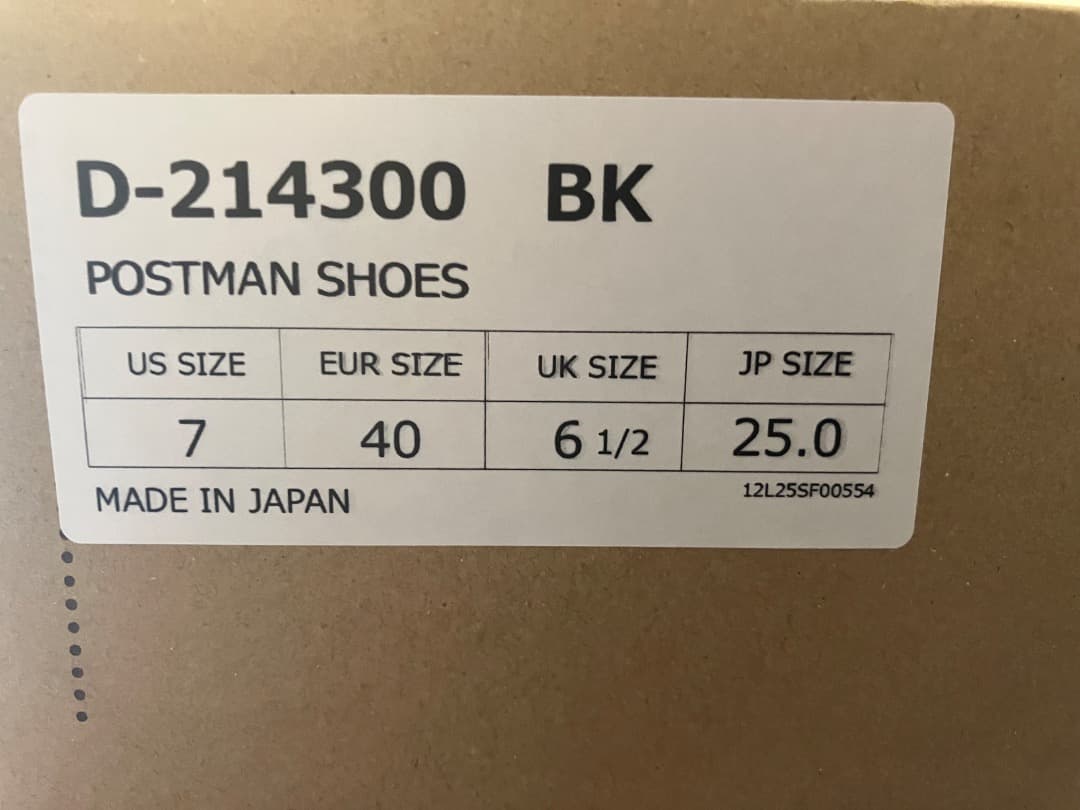 D-214300 BK
POSTMAN SHOES
US SIZE EUR SIZE UK SIZE JP SIZE
7 40 6 1/2 25.0
MADE IN JAPAN 12L25SF00554